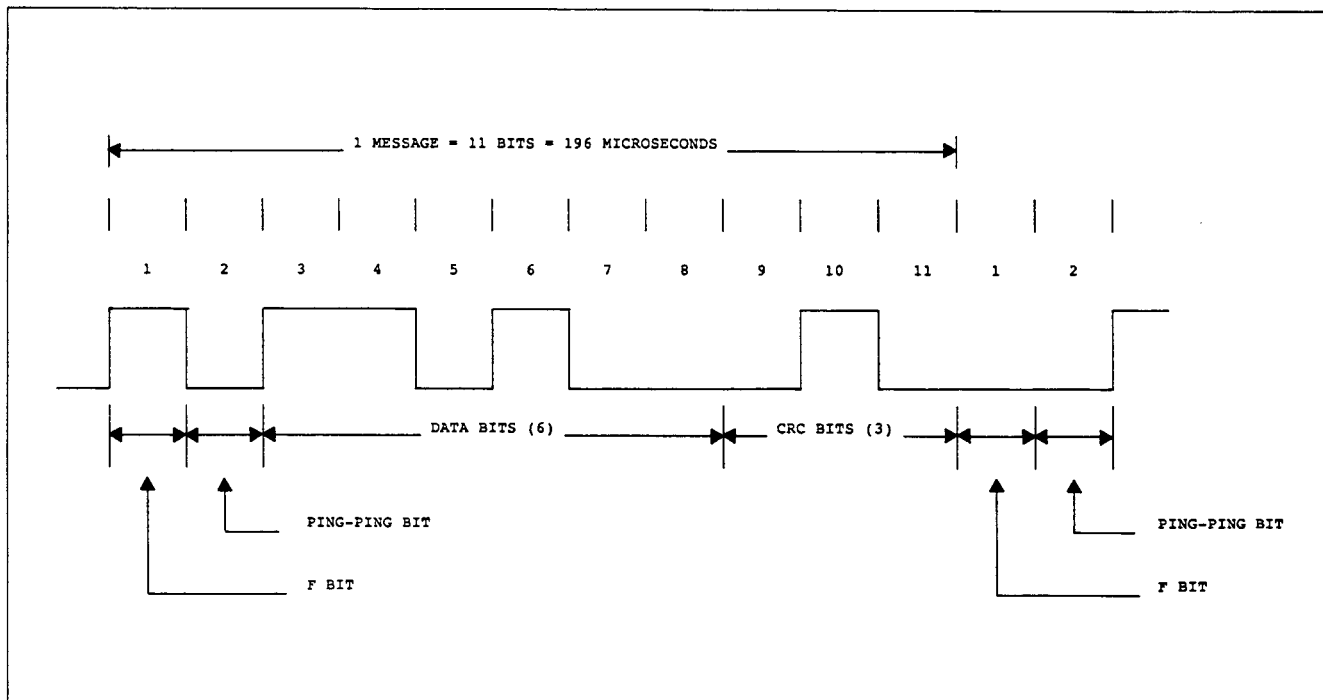 1 MESSAGE = 11 BITS = 196 MICROSECONDS
1 2 3 4 5 6 7 8 9 10 11 1 2
DATA BITS (6) CRC BITS (3)
PING-PING BIT PING-PING BIT
F BIT F BIT